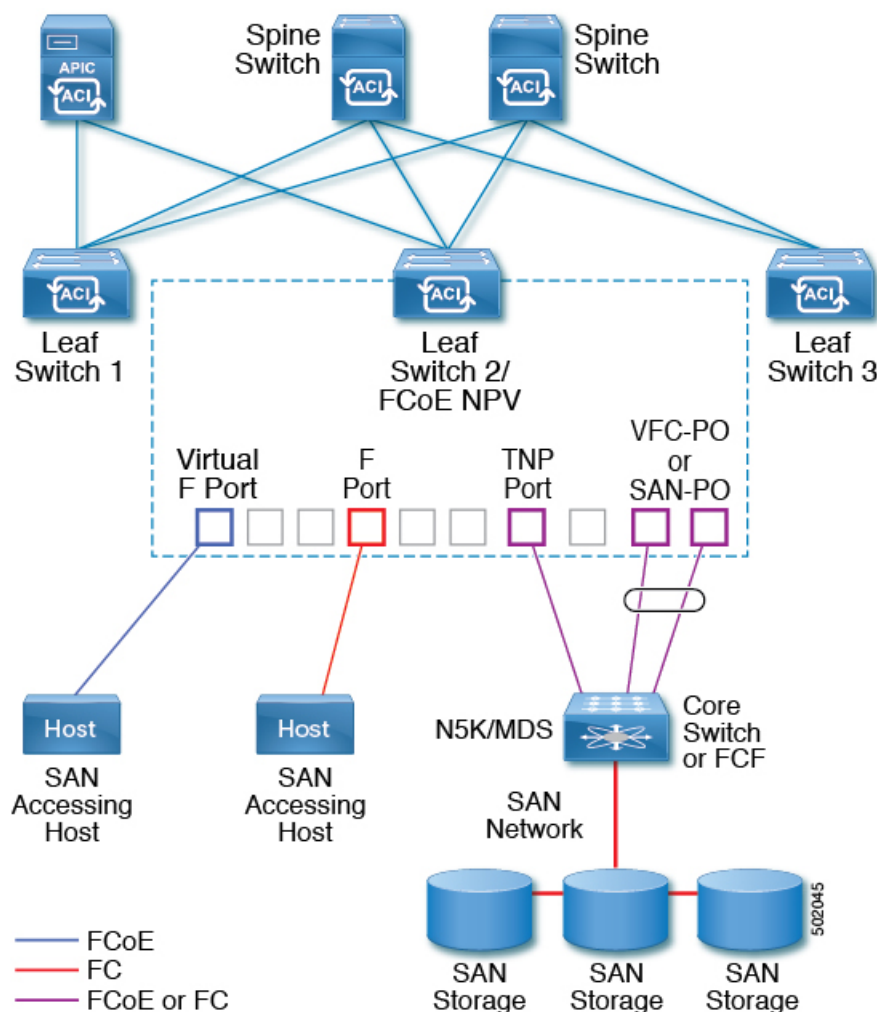 APIC
ACI
Spine
Switch
ACI
Spine
Switch
ACI
ACI
Leaf
Switch 1
ACI
Leaf
Switch 2/
FCoE NPV
ACI
Leaf
Switch 3
Virtual
F Port
F
Port
TNP
Port
VFC-PO
or
SAN-PO
Host
SAN
Accessing
Host
Host
SAN
Accessing
Host
N5K/MDS
Core
Switch
or FCF
SAN
Network
SAN
Storage
SAN
Storage
SAN
Storage
502045
FCoE
FC
FCoE or FC